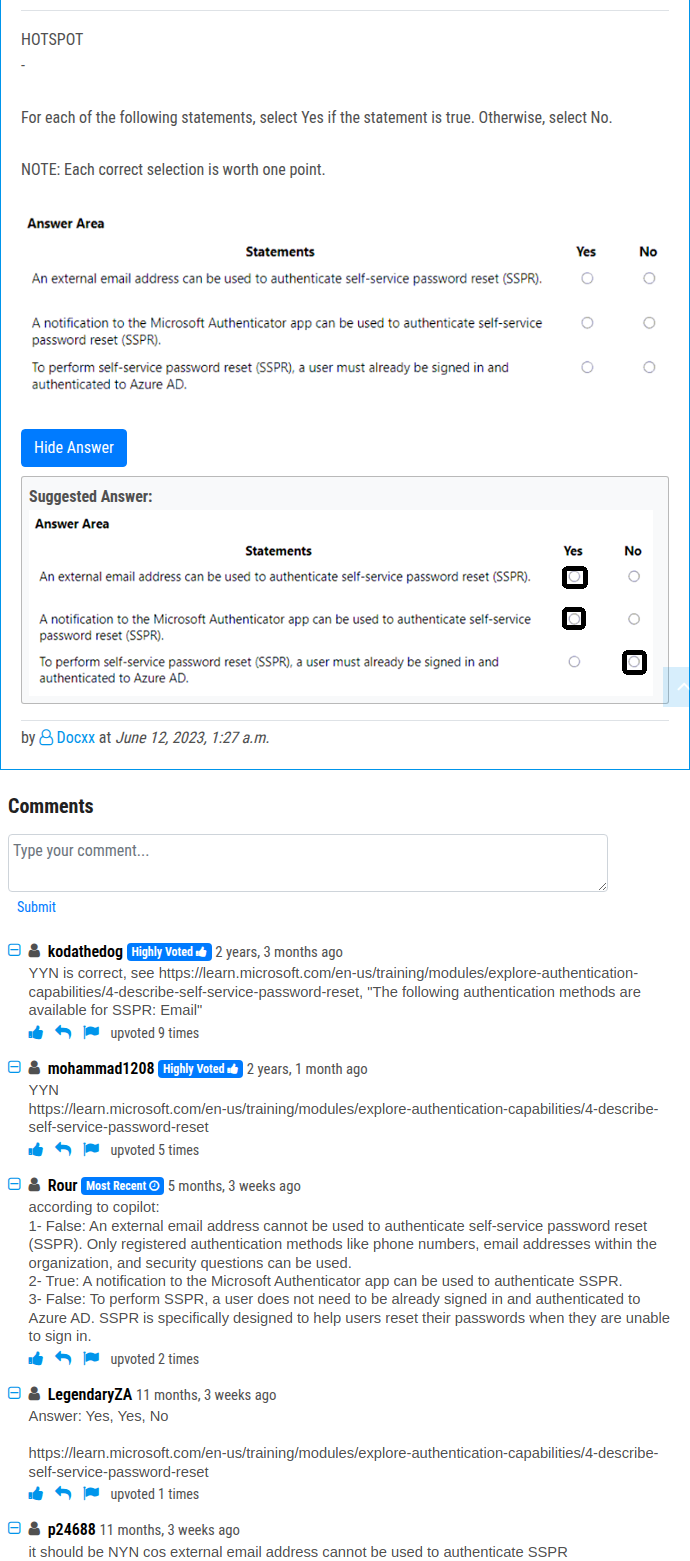 HOTSPOT
-
For each of the following statements, select Yes if the statement is true. Otherwise, select No.
NOTE: Each correct selection is worth one point.
Answer Area
Statements Yes No
An external email address can be used to authenticate self-service password reset (SSPR).
A notification to the Microsoft Authenticator app can be used to authenticate self-service
password reset (SSPR).
To perform self-service password reset (SSPR), a user must already be signed in and
authenticated to Azure AD.
Hide Answer
Suggested Answer:
Answer Area
Statements Yes No
An external email address can be used to authenticate self-service password reset (SSPR).
A notification to the Microsoft Authenticator app can be used to authenticate self-service
password reset (SSPR).
To perform self-service password reset (SSPR), a user must already be signed in and
authenticated to Azure AD.
by Docxx at June 12, 2023, 1:27 a.m.
Comments
Type your comment...
Submit
kodathedog Highly Voted 2 years, 3 months ago
YYN is correct, see https://learn.microsoft.com/en-us/training/modules/explore-authentication-
capabilities/4-describe-self-service-password-reset, "The following authentication methods are
available for SSPR: Email"
upvoted 9 times
mohammad1208 Highly Voted 2 years, 1 month ago
YYN
https://learn.microsoft.com/en-us/training/modules/explore-authentication-capabilities/4-describe-
self-service-password-reset
upvoted 5 times
Rour Most Recent 5 months, 3 weeks ago
according to copilot:
1- False: An external email address cannot be used to authenticate self-service password reset
(SSPR). Only registered authentication methods like phone numbers, email addresses within the
organization, and security questions can be used.
2- True: A notification to the Microsoft Authenticator app can be used to authenticate SSPR.
3- False: To perform SSPR, a user does not need to be already signed in and authenticated to
Azure AD. SSPR is specifically designed to help users reset their passwords when they are unable
to sign in.
upvoted 2 times
LegendaryZA 11 months, 3 weeks ago
Answer: Yes, Yes, No
https://learn.microsoft.com/en-us/training/modules/explore-authentication-capabilities/4-describe-
self-service-password-reset
upvoted 1 times
p24688 11 months, 3 weeks ago
it should be NYN cos external email address cannot be used to authenticate SSPR